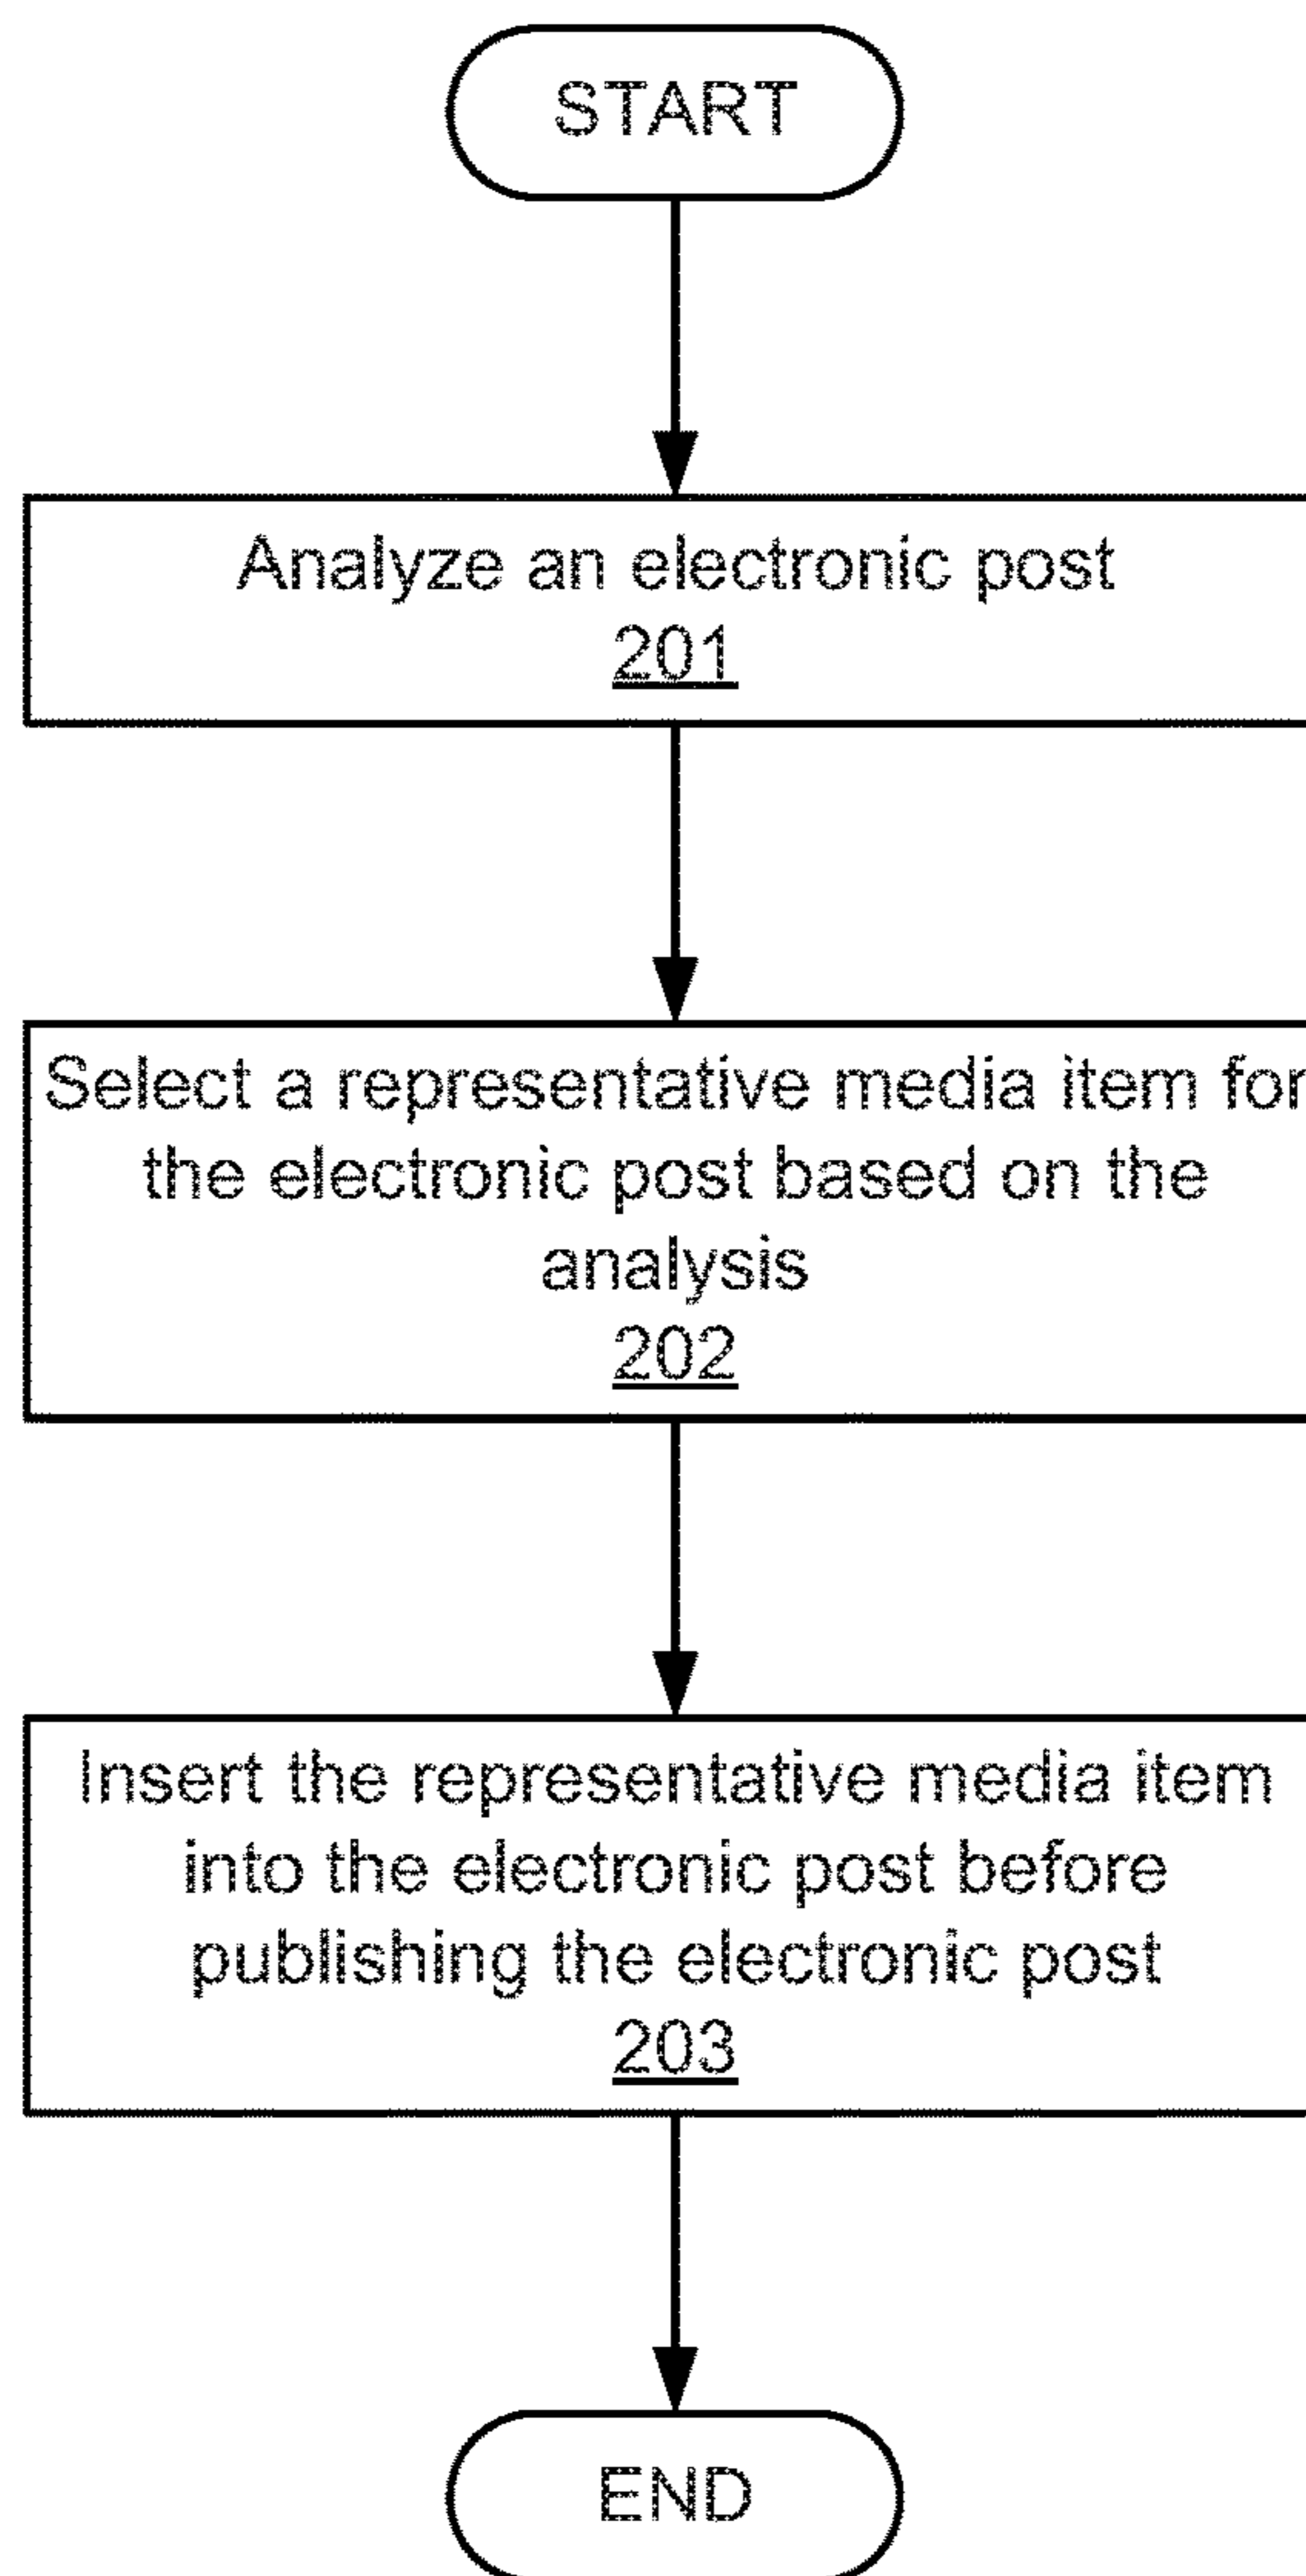 START
Analyze an electronic post
201
Select a representative media item for
the electronic post based on the
analysis
202
Insert the representative media item
into the electronic post before
publishing the electronic post
203
END